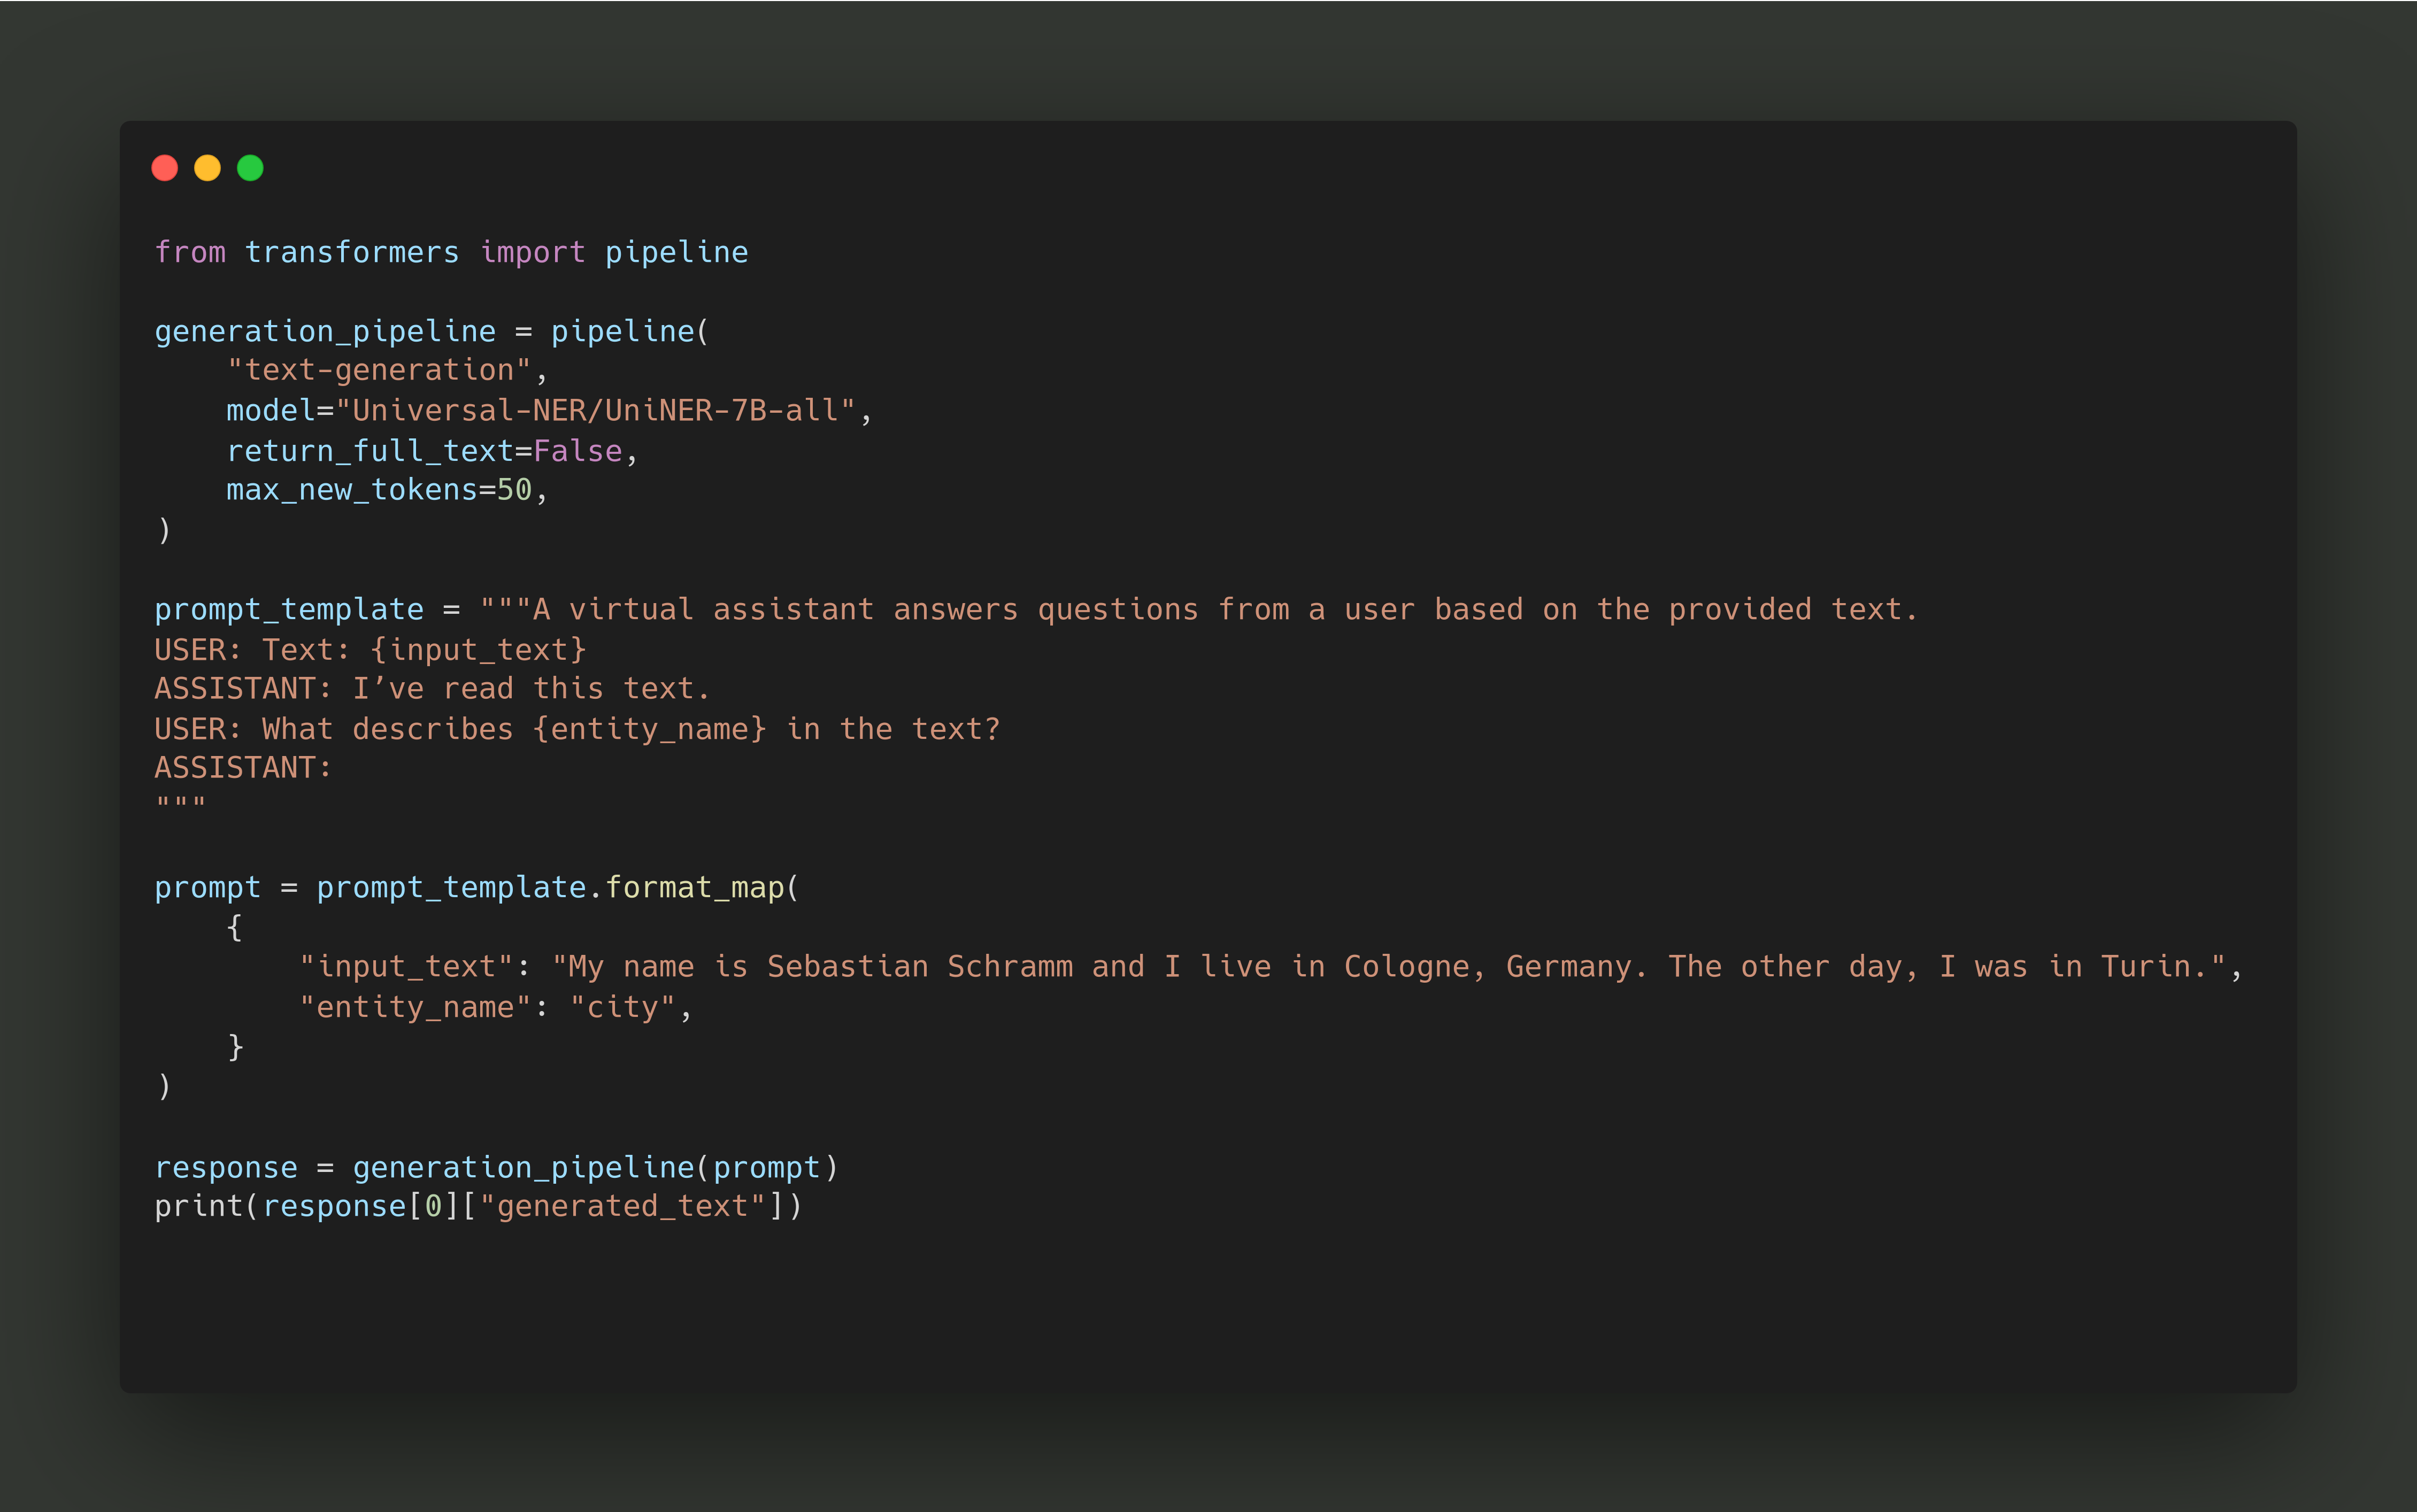 from transformers import pipeline

generation_pipeline = pipeline(
    "text-generation",
    model="Universal-NER/UniNER-7B-all",
    return_full_text=False,
    max_new_tokens=50,
)

prompt_template = """A virtual assistant answers questions from a user based on the provided text.
USER: Text: {input_text}
ASSISTANT: I’ve read this text.
USER: What describes {entity_name} in the text?
ASSISTANT:
"""

prompt = prompt_template.format_map(
    {
        "input_text": "My name is Sebastian Schramm and I live in Cologne, Germany. The other day, I was in Turin.",
        "entity_name": "city",
    }
)

response = generation_pipeline(prompt)
print(response[0]["generated_text"])